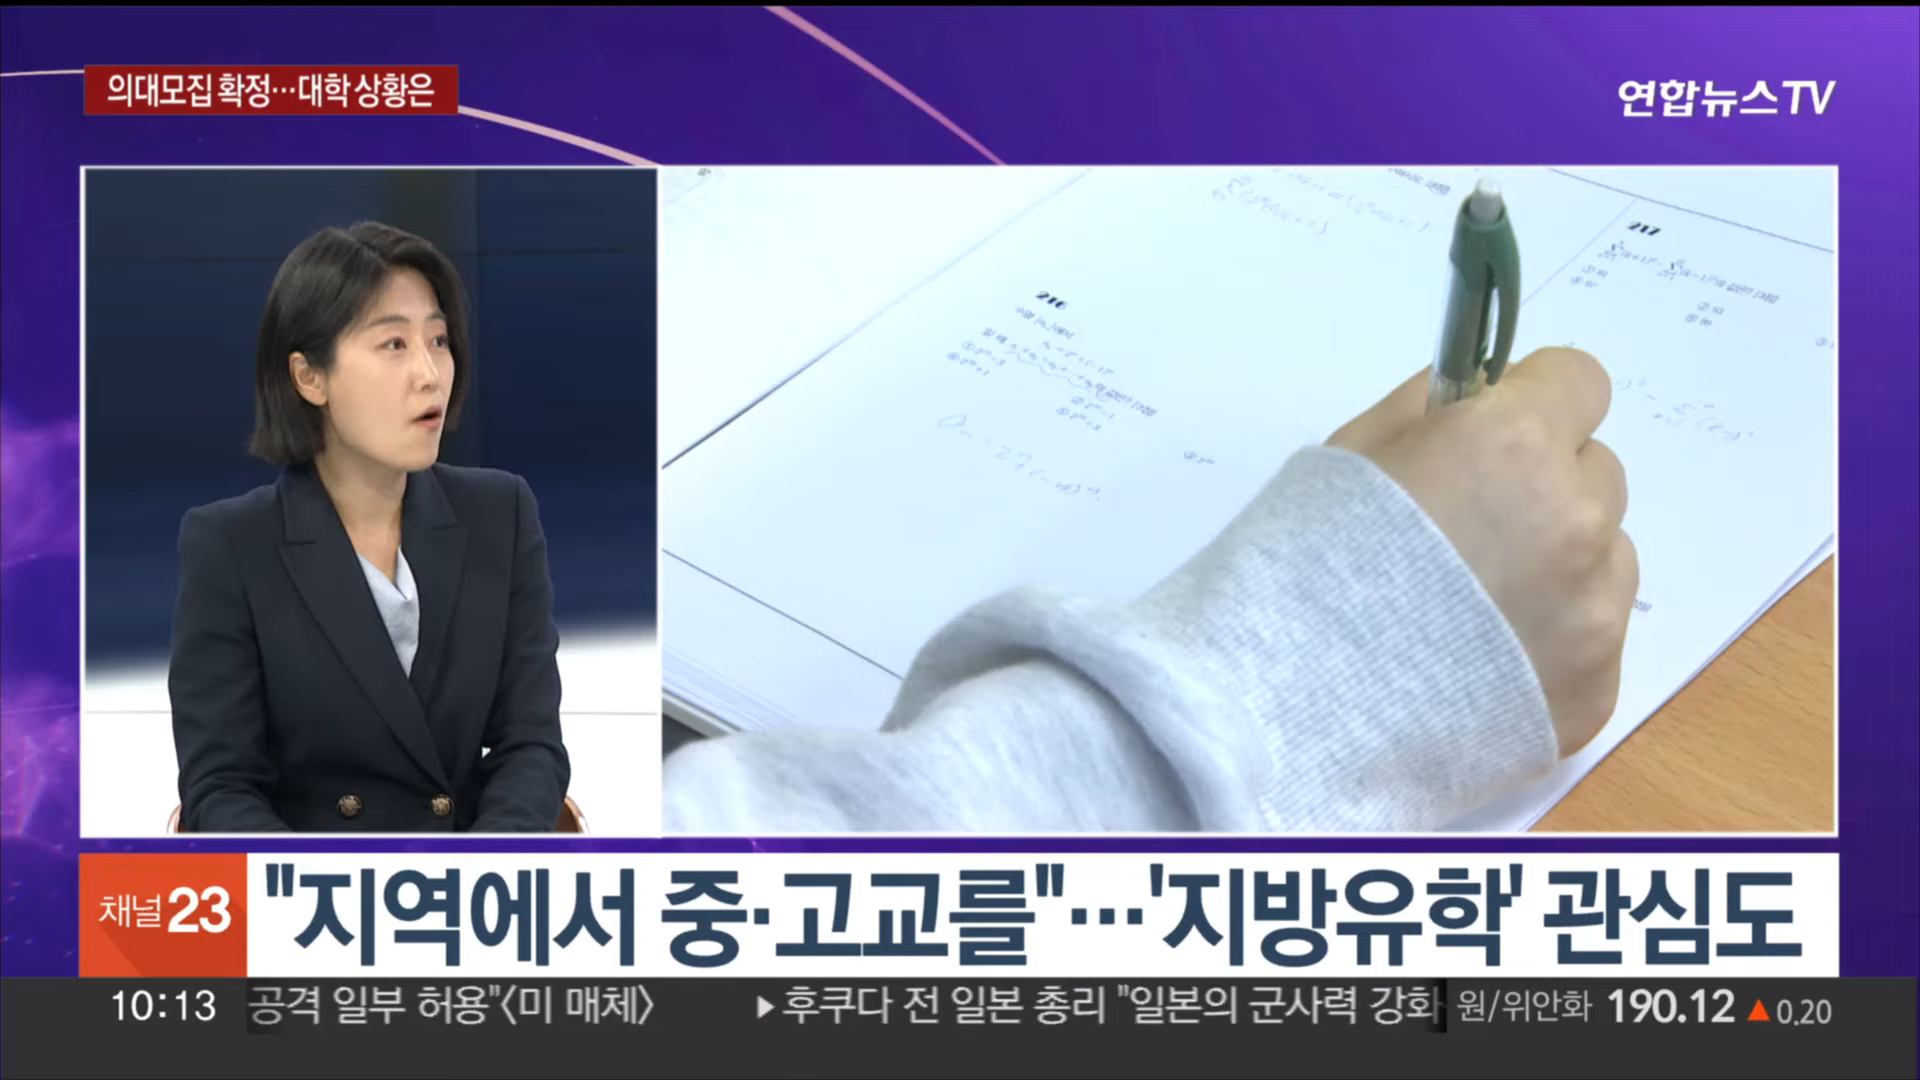 의대모집 확정…대학 상황은
연합뉴스TV
216
217
채널 23
"지역에서 중·고교를"…'지방유학' 관심도
10:13
공격 일부 허용"〈미 매체〉 ▶후쿠다 전 일본 총리 "일본의 군사력 강화
원/위안화 190.12 ▲0.20